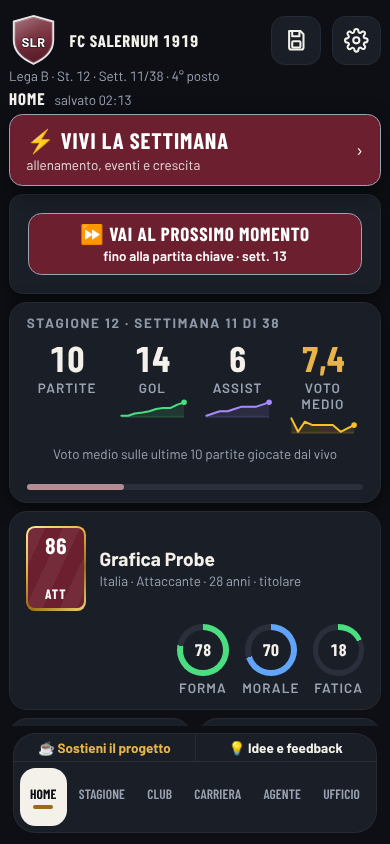 SLR
FC SALERNUM 1919
Lega B · St. 12 · Sett. 11/38 · 4° posto
HOME salvato 02:13
⚡ VIVI LA SETTIMANA
allenamento, eventi e crescita
›
⏩ VAI AL PROSSIMO MOMENTO
fino alla partita chiave · sett. 13
STAGIONE 12 · SETTIMANA 11 DI 38
10 14 6 7,4
PARTITE GOL ASSIST VOTO
MEDIO
Voto medio sulle ultime 10 partite giocate dal vivo
86
ATT
Grafica Probe
Italia · Attaccante · 28 anni · titolare
78 70 18
FORMA MORALE FATICA
☕ Sostieni il progetto 💡 Idee e feedback
HOME STAGIONE CLUB CARRIERA AGENTE UFFICIO